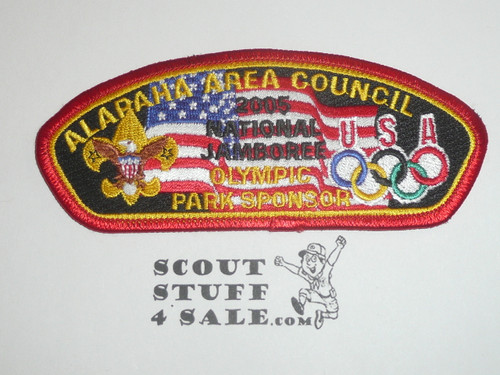 ALAPAHA AREA COUNCIL
2005
NATIONAL
JAMBOREE
OLYMPIC
PARK SPONSOR
USA
SCOUT
STUFF
4 SALE.COM